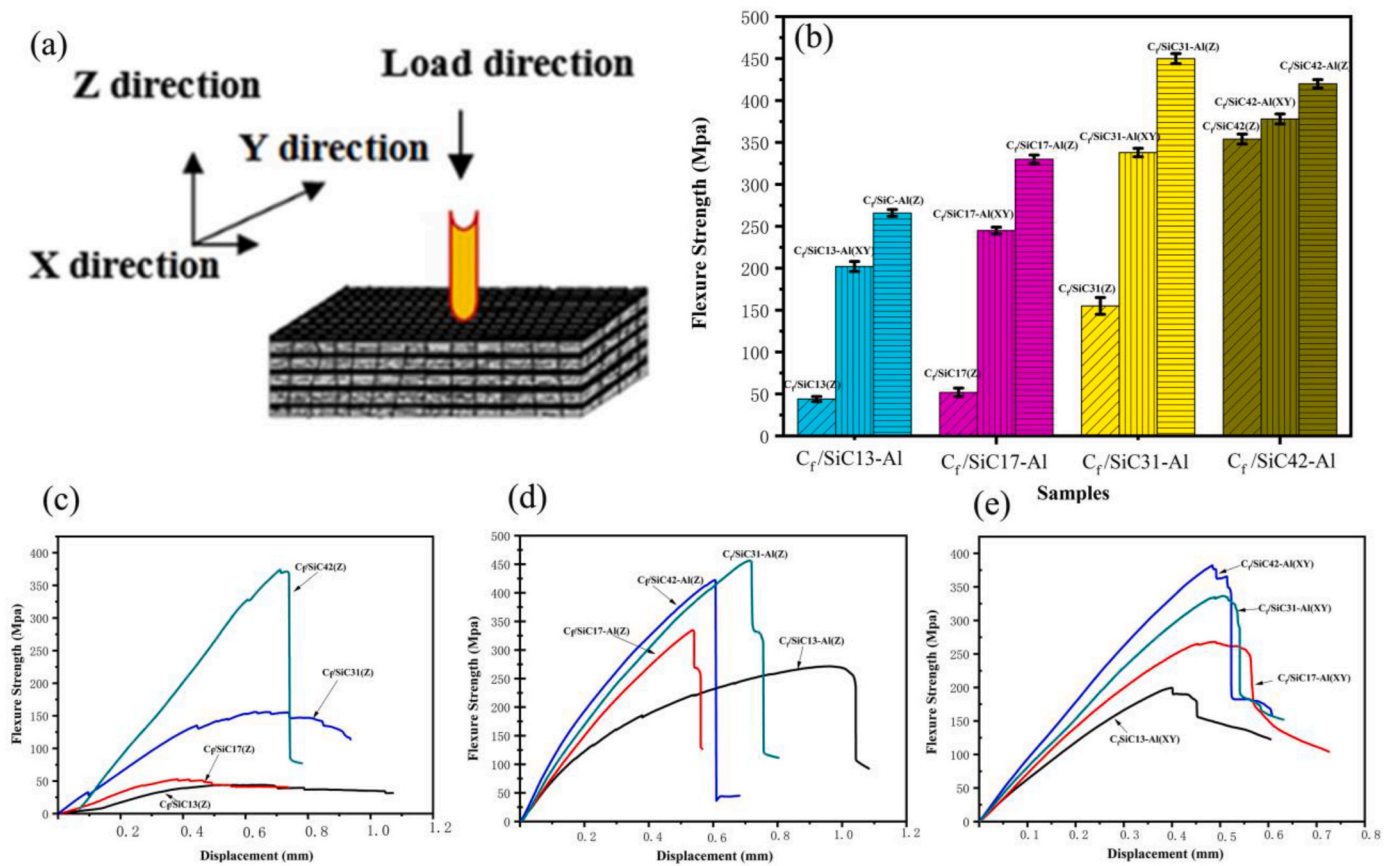 (a)
Z direction
Load direction
Y direction
X direction
(b)
Flexure Strength (Mpa)
500
450
400
350
300
250
200
150
100
50
0
Cf/SiC13(Z)
Cf/SiC13-Al(XY)
Cf/SiC-Al(Z)
Cf/SiC17(Z)
Cf/SiC17-Al(XY)
Cf/SiC17-Al(Z)
Cf/SiC31(Z)
Cf/SiC31-Al(XY)
Cf/SiC31-Al(Z)
Cf/SiC42(Z)
Cf/SiC42-Al(XY)
Cf/SiC42-Al(Z)
Cf/SiC13-Al
Cf/SiC17-Al
Cf/SiC31-Al
Cf/SiC42-Al
Samples
(c)
Flexure Strength (Mpa)
400
350
300
250
200
150
100
50
0
Cf/SiC42(Z)
Cf/SiC31(Z)
Cf/SiC17(Z)
Cf/SiC13(Z)
0.2 0.4 0.6 0.8 1.0 1.2
Displacement (mm)
(d)
Flexure Strength (Mpa)
500
450
400
350
300
250
200
150
100
50
0
Cf/SiC31-Al(Z)
Cf/SiC42-Al(Z)
Cf/SiC17-Al(Z)
Cf/SiC13-Al(Z)
0.0 0.2 0.4 0.6 0.8 1.0 1.2
Displacement (mm)
(e)
Flexure Strength (Mpa)
400
350
300
250
200
150
100
50
0
Cf/SiC42-Al(XY)
Cf/SiC31-Al(XY)
Cf/SiC17-Al(XY)
CfSiC13-Al(XY)
0.1 0.2 0.3 0.4 0.5 0.6 0.7 0.8
Displacement (mm)